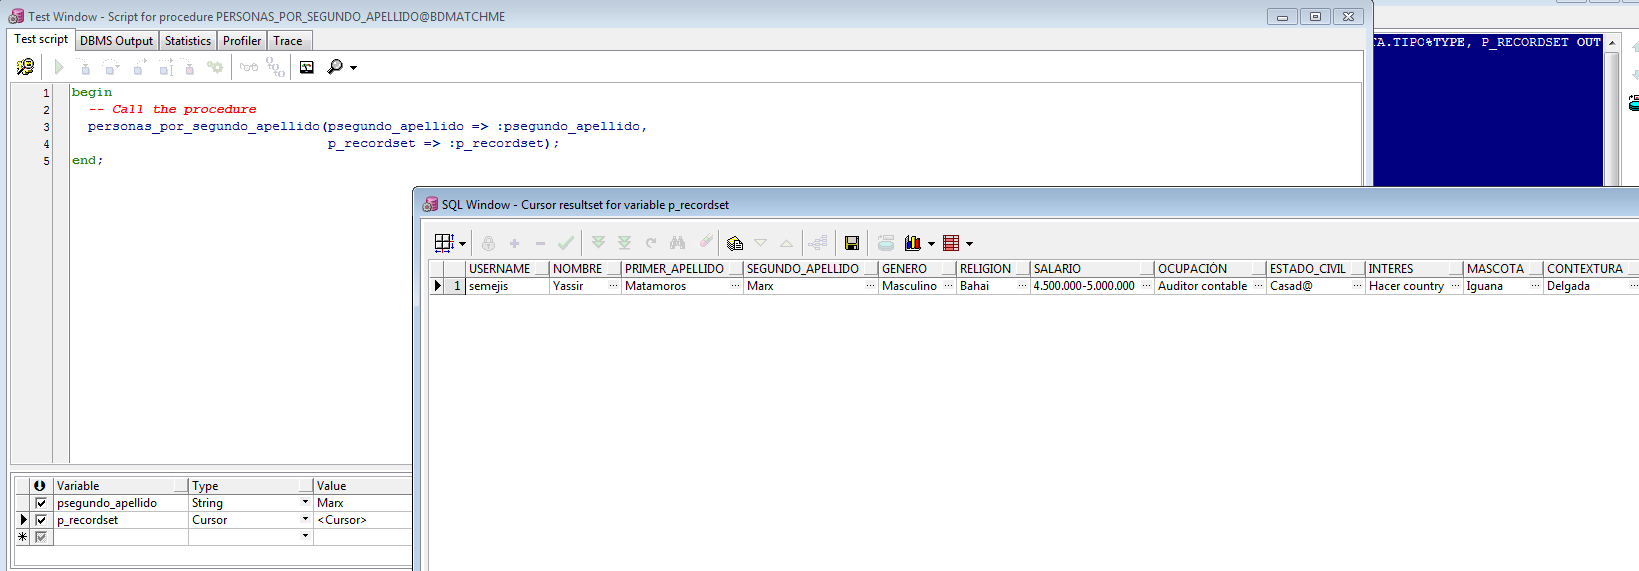 Test Window - Script for procedure PERSONAS_POR_SEGUNDO_APELLIDO@BDMATCHME
Test script DBMS Output Statistics Profiler Trace
TA.TIPO%TYPE, P_RECORDSET OUT
1 begin
2 -- Call the procedure
3 personas_por_segundo_apellido(psegundo_apellido => :psegundo_apellido,
4 p_recordset => :p_recordset);
5 end;
SQL Window - Cursor resultset for variable p_recordset
USERNAME NOMBRE PRIMER_APELLIDO SEGUNDO_APELLIDO GENERO RELIGION SALARIO OCUPACIÓN ESTADO_CIVIL INTERES MASCOTA CONTEXTURA
1 semejis Yassir ... Matamoros ... Marx ... Masculino ... Bahai ... 4.500.000-5.000.000 ... Auditor contable ... Casad@ ... Hacer country ... Iguana ... Delgada ...
Variable Type Value
psegundo_apellido String Marx
p_recordset Cursor <Cursor>